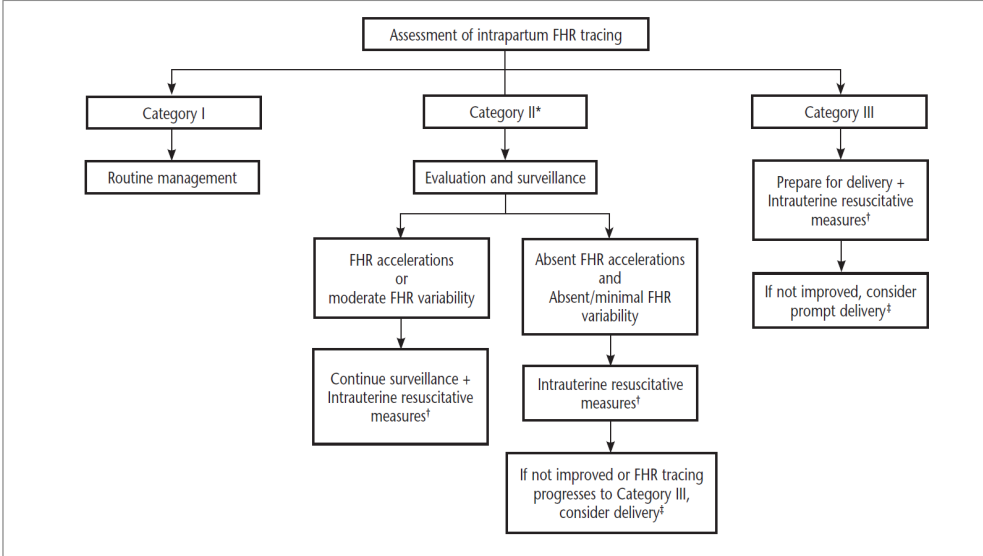 Assessment of intrapartum FHR tracing
Category I
Category II*
Category III
Routine management
Evaluation and surveillance
Prepare for delivery +
Intrauterine resuscitative
measures†
FHR accelerations
or
moderate FHR variability
Absent FHR accelerations
and
Absent/minimal FHR
variability
If not improved, consider
prompt delivery‡
Continue surveillance +
Intrauterine resuscitative
measures†
Intrauterine resuscitative
measures†
If not improved or FHR tracing
progresses to Category III,
consider delivery‡